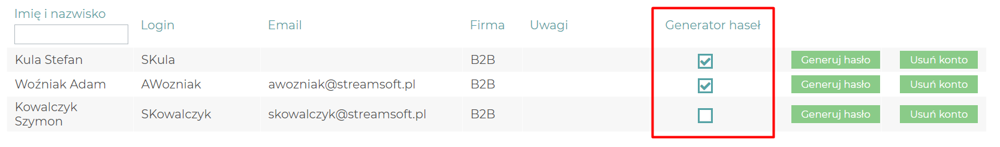 Imię i nazwisko Login Email Firma Uwagi Generator haseł
Kula Stefan SKula B2B Generuj hasło Usuń konto
Woźniak Adam AWozniak awozniak@streamsoft.pl B2B Generuj hasło Usuń konto
Kowalczyk
Szymon SKowalczyk skowalczyk@streamsoft.pl B2B Generuj hasło Usuń konto